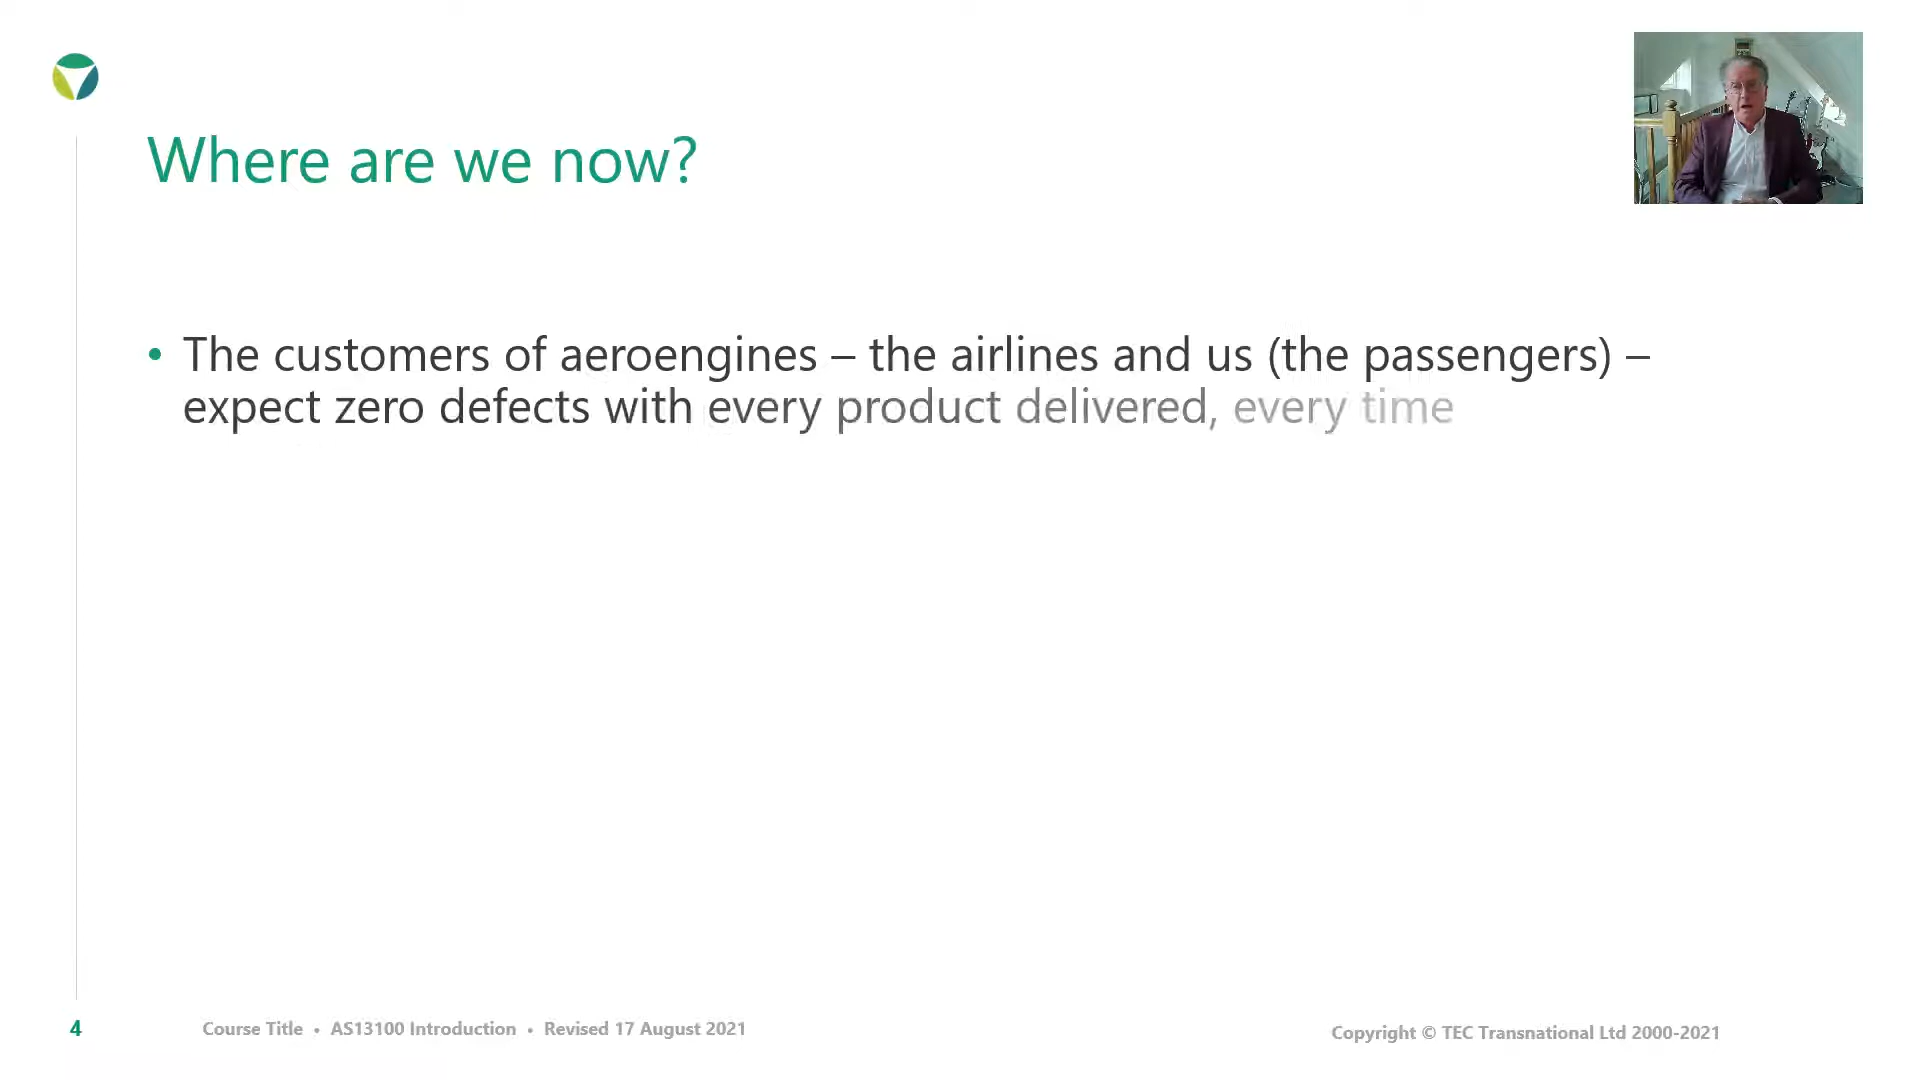 Where are we now?
• The customers of aeroengines – the airlines and us (the passengers) –
expect zero defects with every product delivered, every time
4
Course Title • AS13100 Introduction • Revised 17 August 2021
Copyright © TEC Transnational Ltd 2000-2021